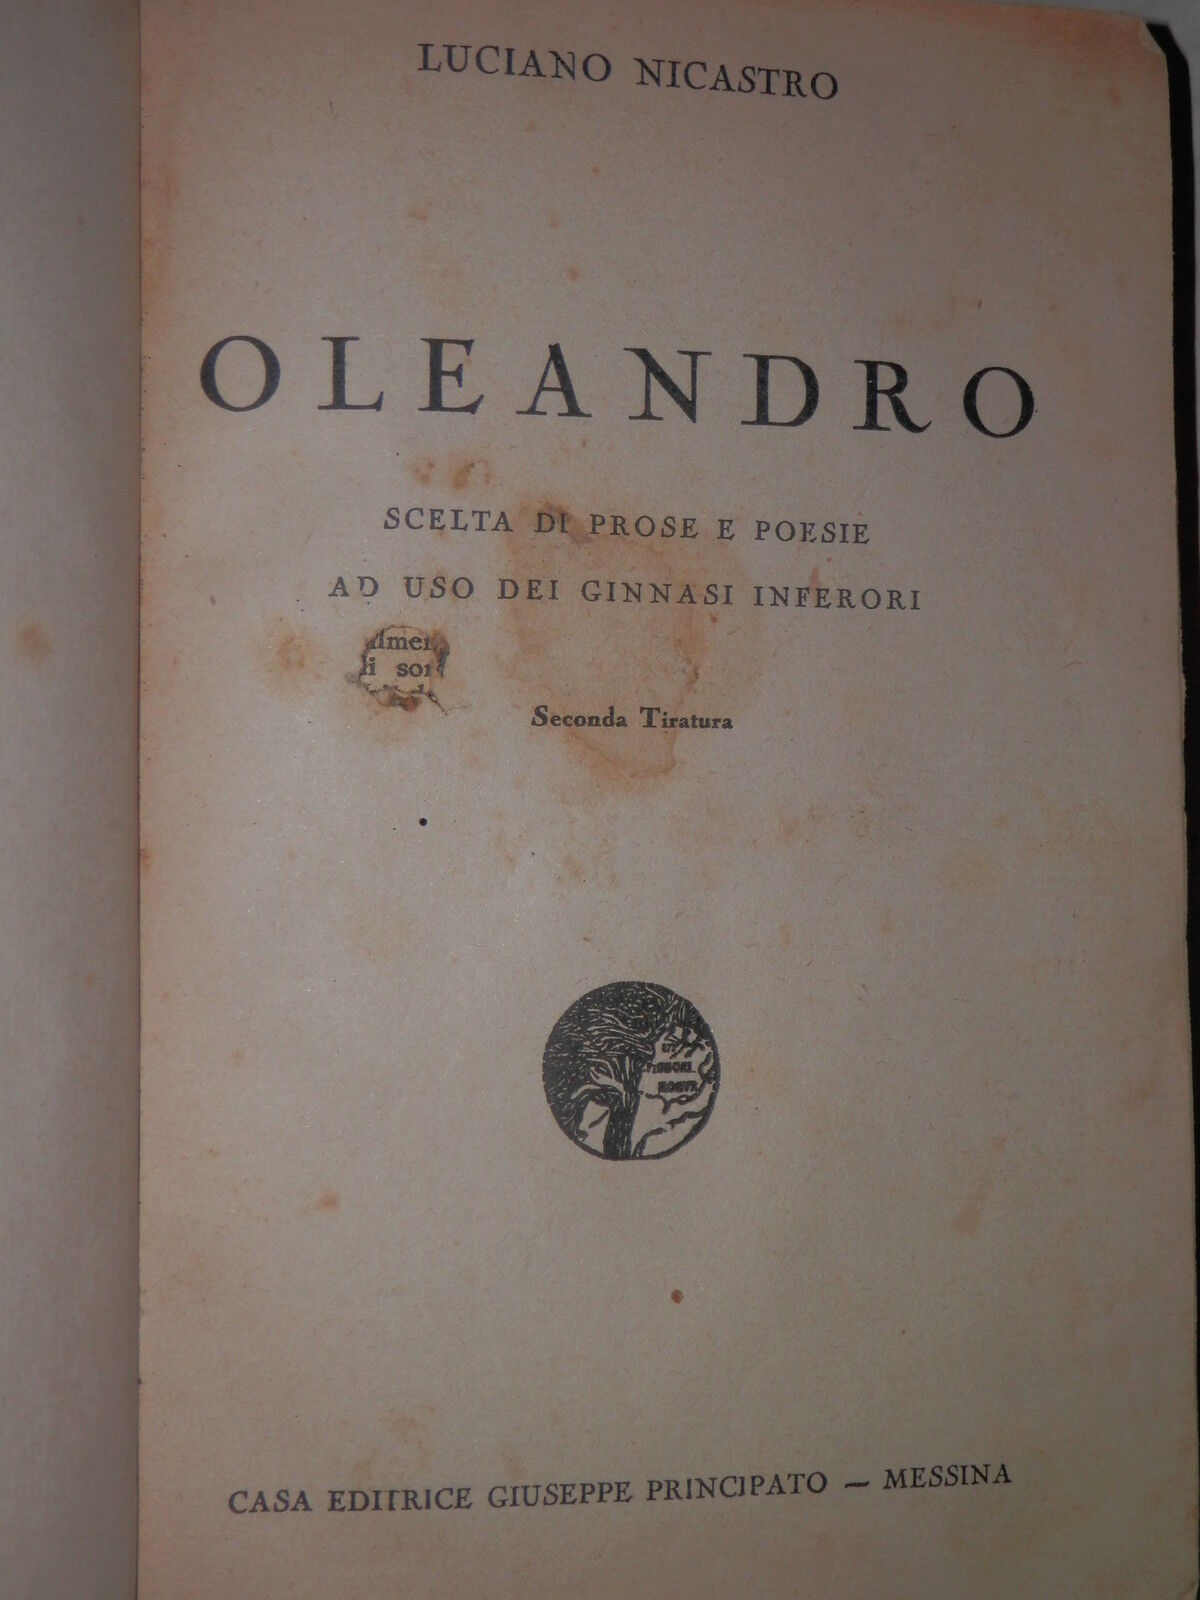 LUCIANO NICASTRO
OLEANDRO
SCELTA DI PROSE E POESIE
AD USO DEI GINNASI INFERORI
Seconda Tiratura
CASA EDITRICE GIUSEPPE PRINCIPATO — MESSINA